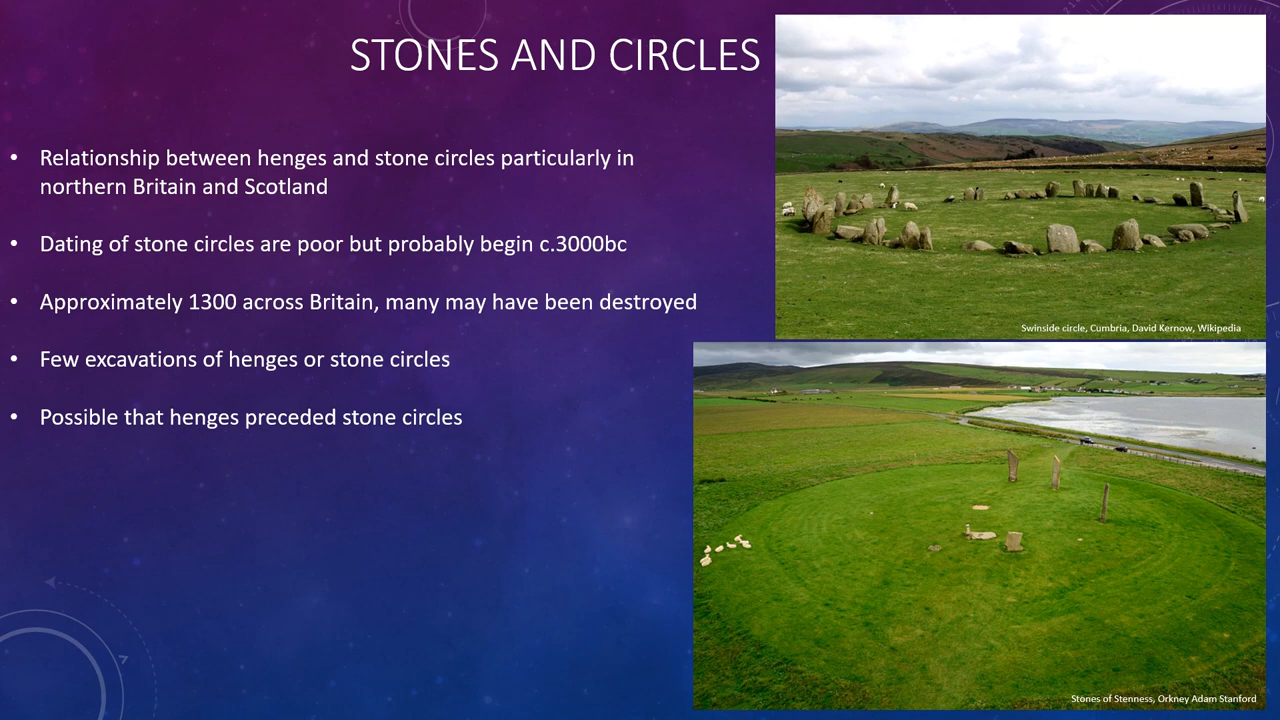 STONES AND CIRCLES
• Relationship between henges and stone circles particularly in
northern Britain and Scotland
• Dating of stone circles are poor but probably begin c.3000bc
• Approximately 1300 across Britain, many may have been destroyed
• Few excavations of henges or stone circles
• Possible that henges preceded stone circles
Swinside circle, Cumbria, David Kernow, Wikipedia
Stones of Stenness, Orkney Adam Stanford